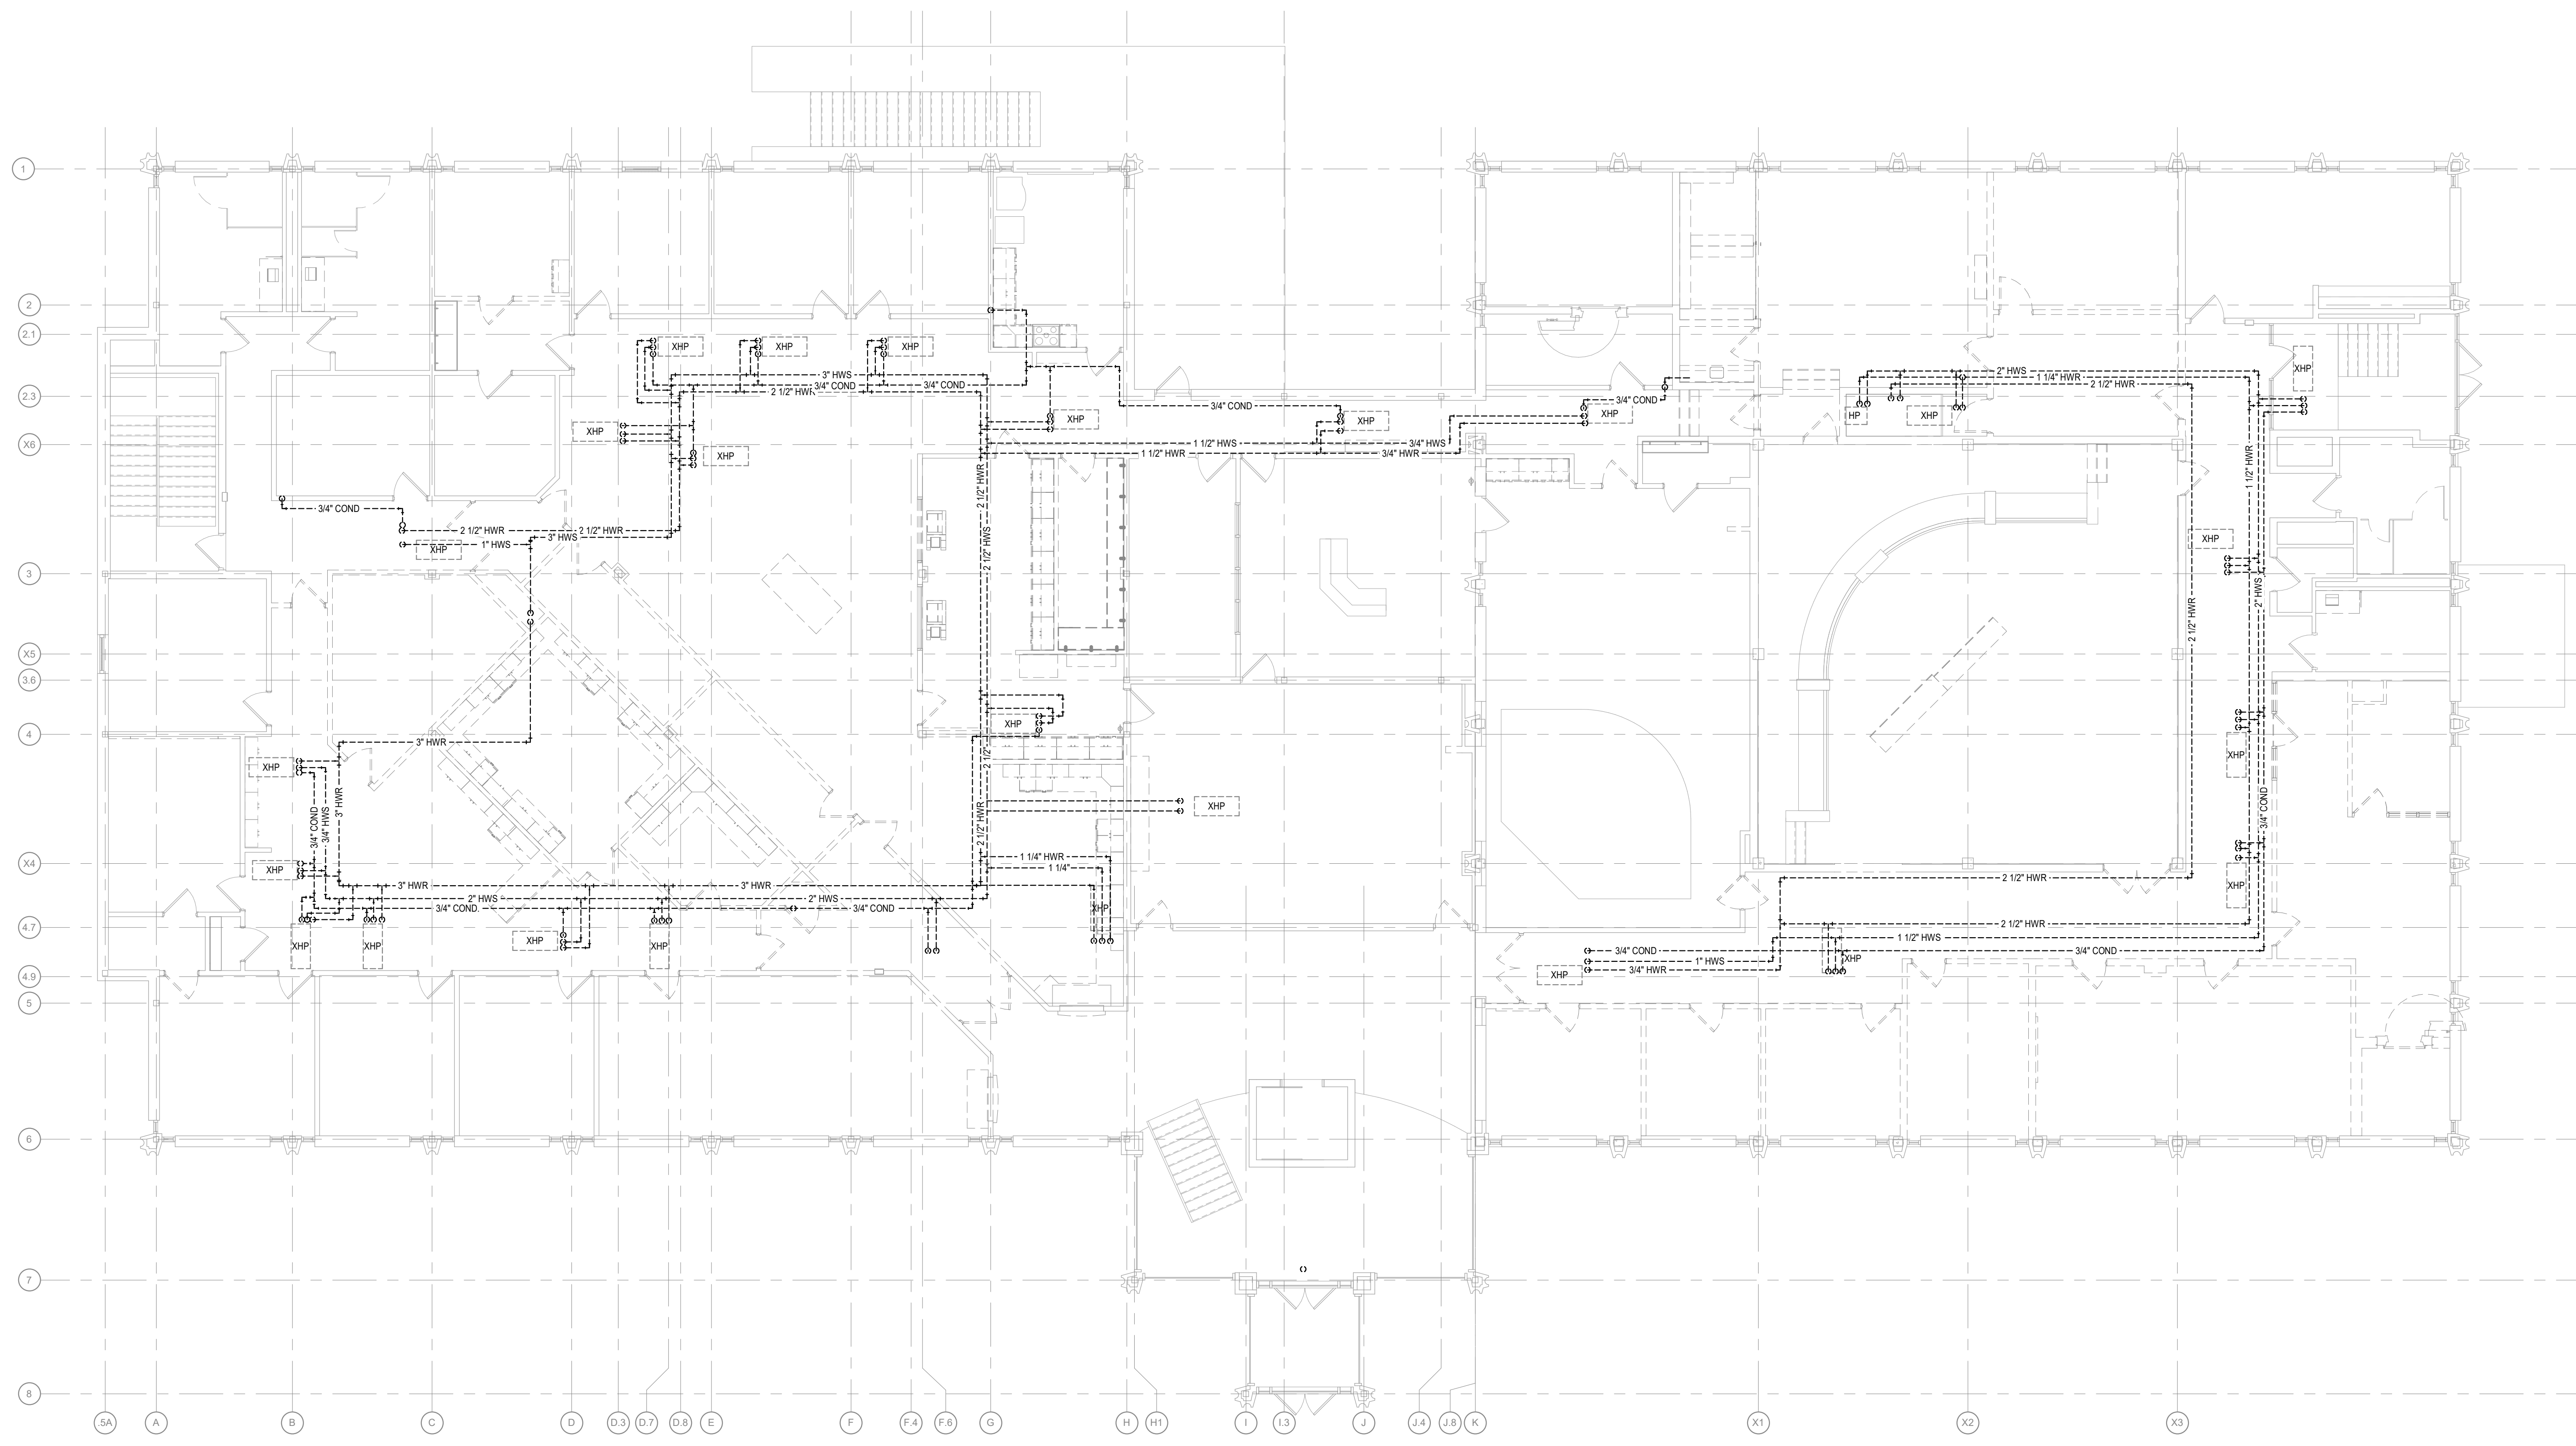 1
2
2.1
XHP
XHP
XHP
XHP
2" HWS
1 1/4" HWR
2 1/2" HWR
3" HWS
3/4" COND
3/4" COND
2 1/2" HWR
2.3
3/4" COND
3/4" COND
XHP
XHP
XHP
HP
XHP
XHP
X6
1 1/2" HWS
3/4" HWS
XHP
1 1/2" HWR
3/4" HWR
1 1/2" HWR
2 1/2" HWR
3/4" COND
2 1/2" HWR
2 1/2" HWR
3" HWS
1" HWS
XHP
XHP
2 1/2" HWS
3
2" HWS
2 1/2" HWR
X5
3.6
XHP
4
3" HWR
2 1/2"
XHP
XHP
3" HWR
XHP
3/4" COND
3/4" HWS
2 1/2" HWR
3/4" COND
1 1/4" HWR
X4
XHP
1 1/4"
2 1/2" HWR
3" HWR
3" HWR
XHP
2" HWS
2" HWS
3/4" COND
3/4" COND
XHP
4.7
2 1/2" HWR
1 1/2" HWS
XHP
XHP
XHP
XHP
3/4" COND
3/4" COND
XHP
1" HWS
3/4" HWR
XHP
4.9
5
6
7
8
.5A
A
B
C
D
D.3
D.7
D.8
E
F
F.4
F.6
G
H
H1
I
I.3
J
J.4
J.8
K
X1
X2
X3